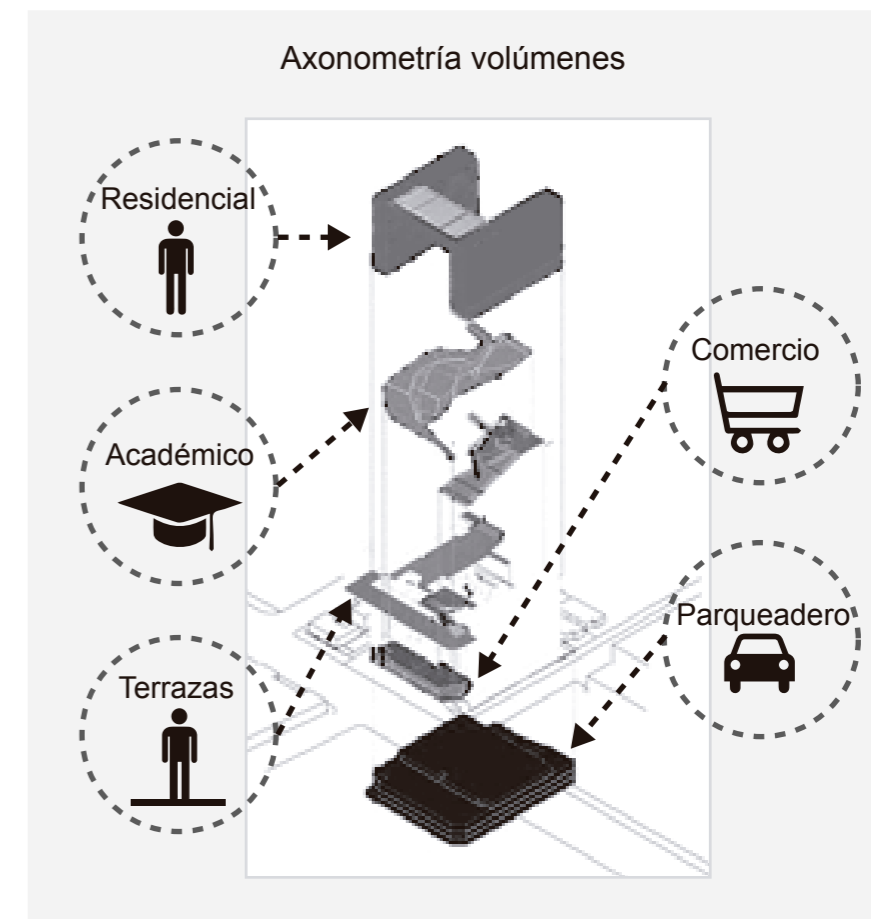 Axonometría volúmenes
Residencial
Comercio
Académico
Parqueadero
Terrazas